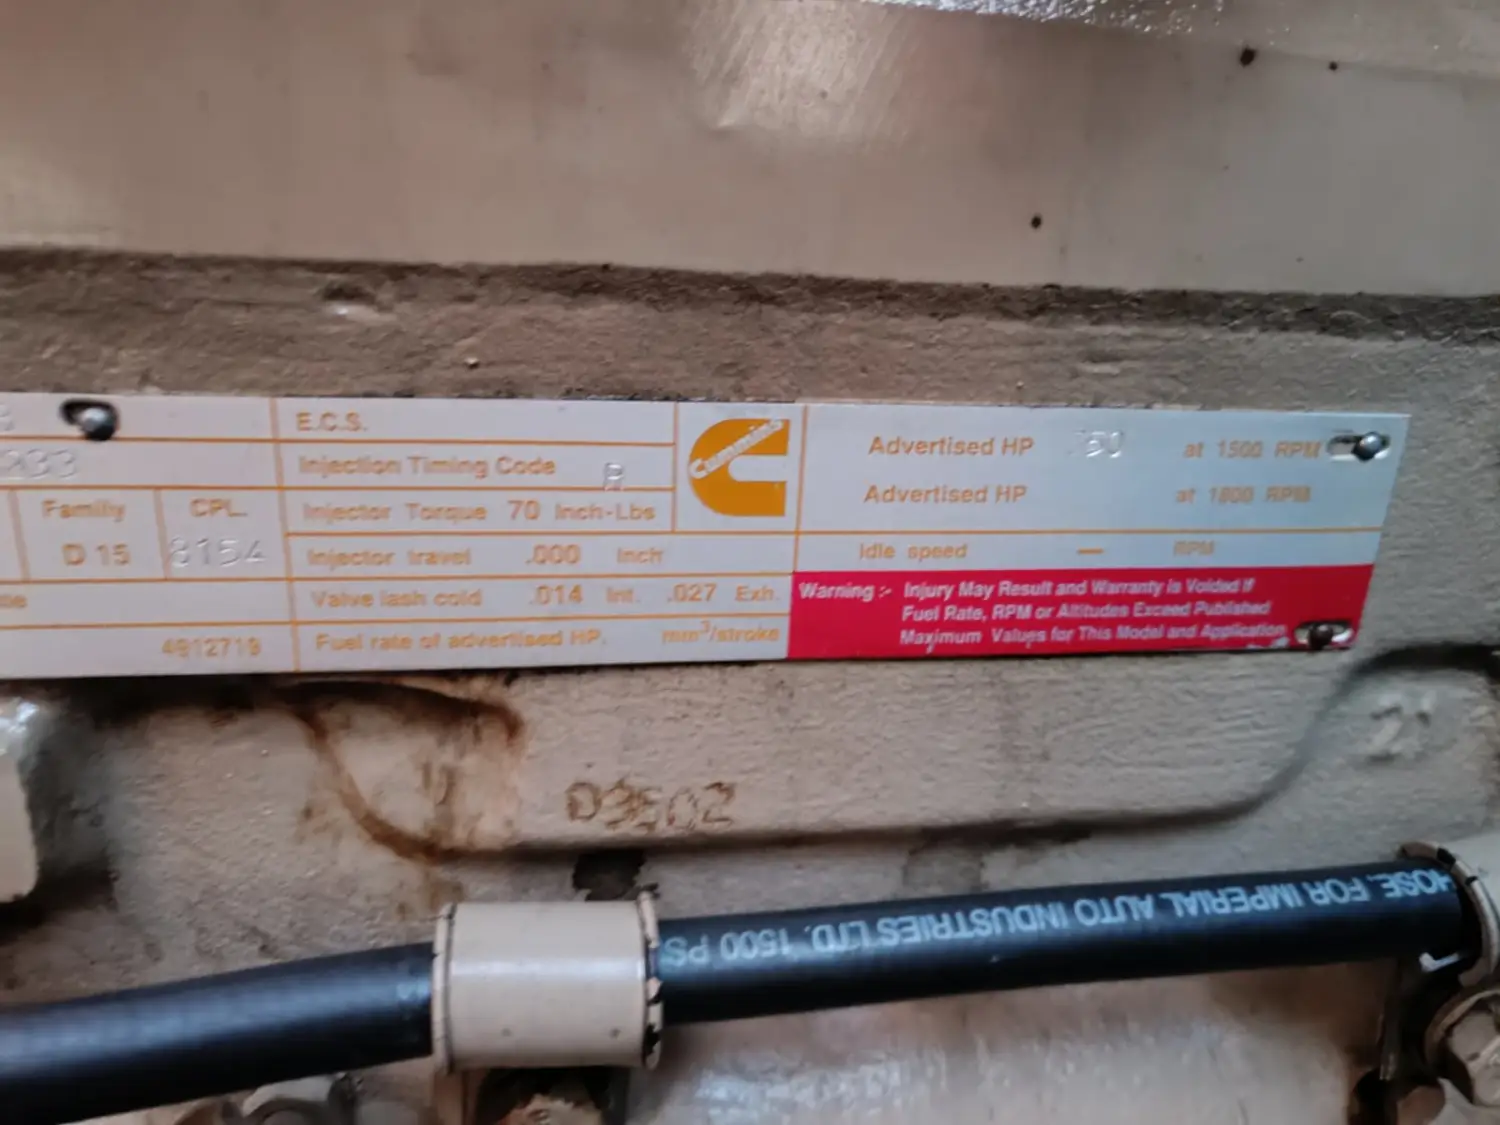 E.C.S.
Injection Timing Code
Injector Torque 70 Inch-Lbs
Injector travel .000 Inch
Valve lash cold .014 Int. .027 Exh.
Fuel rate of advertised HP. mm³/stroke
233
Family CPL
D 15 8154
4912719
Cummins
Advertised HP at 1500 RPM
Advertised HP at 1800 RPM
Idle speed — RPM
Warning :- Injury May Result and Warranty is Voided If
Fuel Rate, RPM or Altitudes Exceed Published
Maximum Values for This Model and Application
2"
HOSE. FOR IMPERIAL AUTO INDUSTRIES LTD. 1500 PS